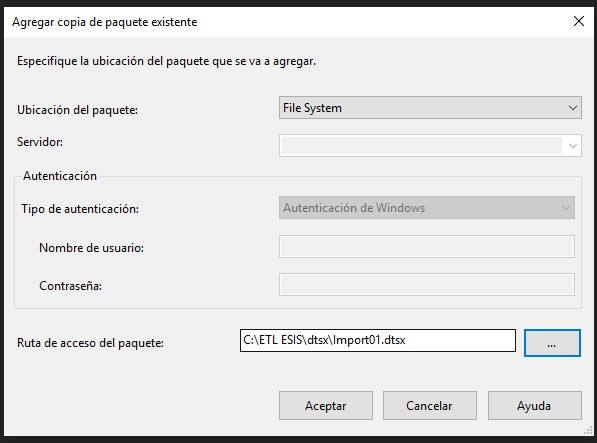 Agregar copia de paquete existente
Especifique la ubicación del paquete que se va a agregar.
Ubicación del paquete:
File System
Servidor:
Autenticación
Tipo de autenticación:
Autenticación de Windows
Nombre de usuario:
Contraseña:
Ruta de acceso del paquete:
C:\ETL ESIS\dtsx\Import01.dtsx
...
Aceptar
Cancelar
Ayuda